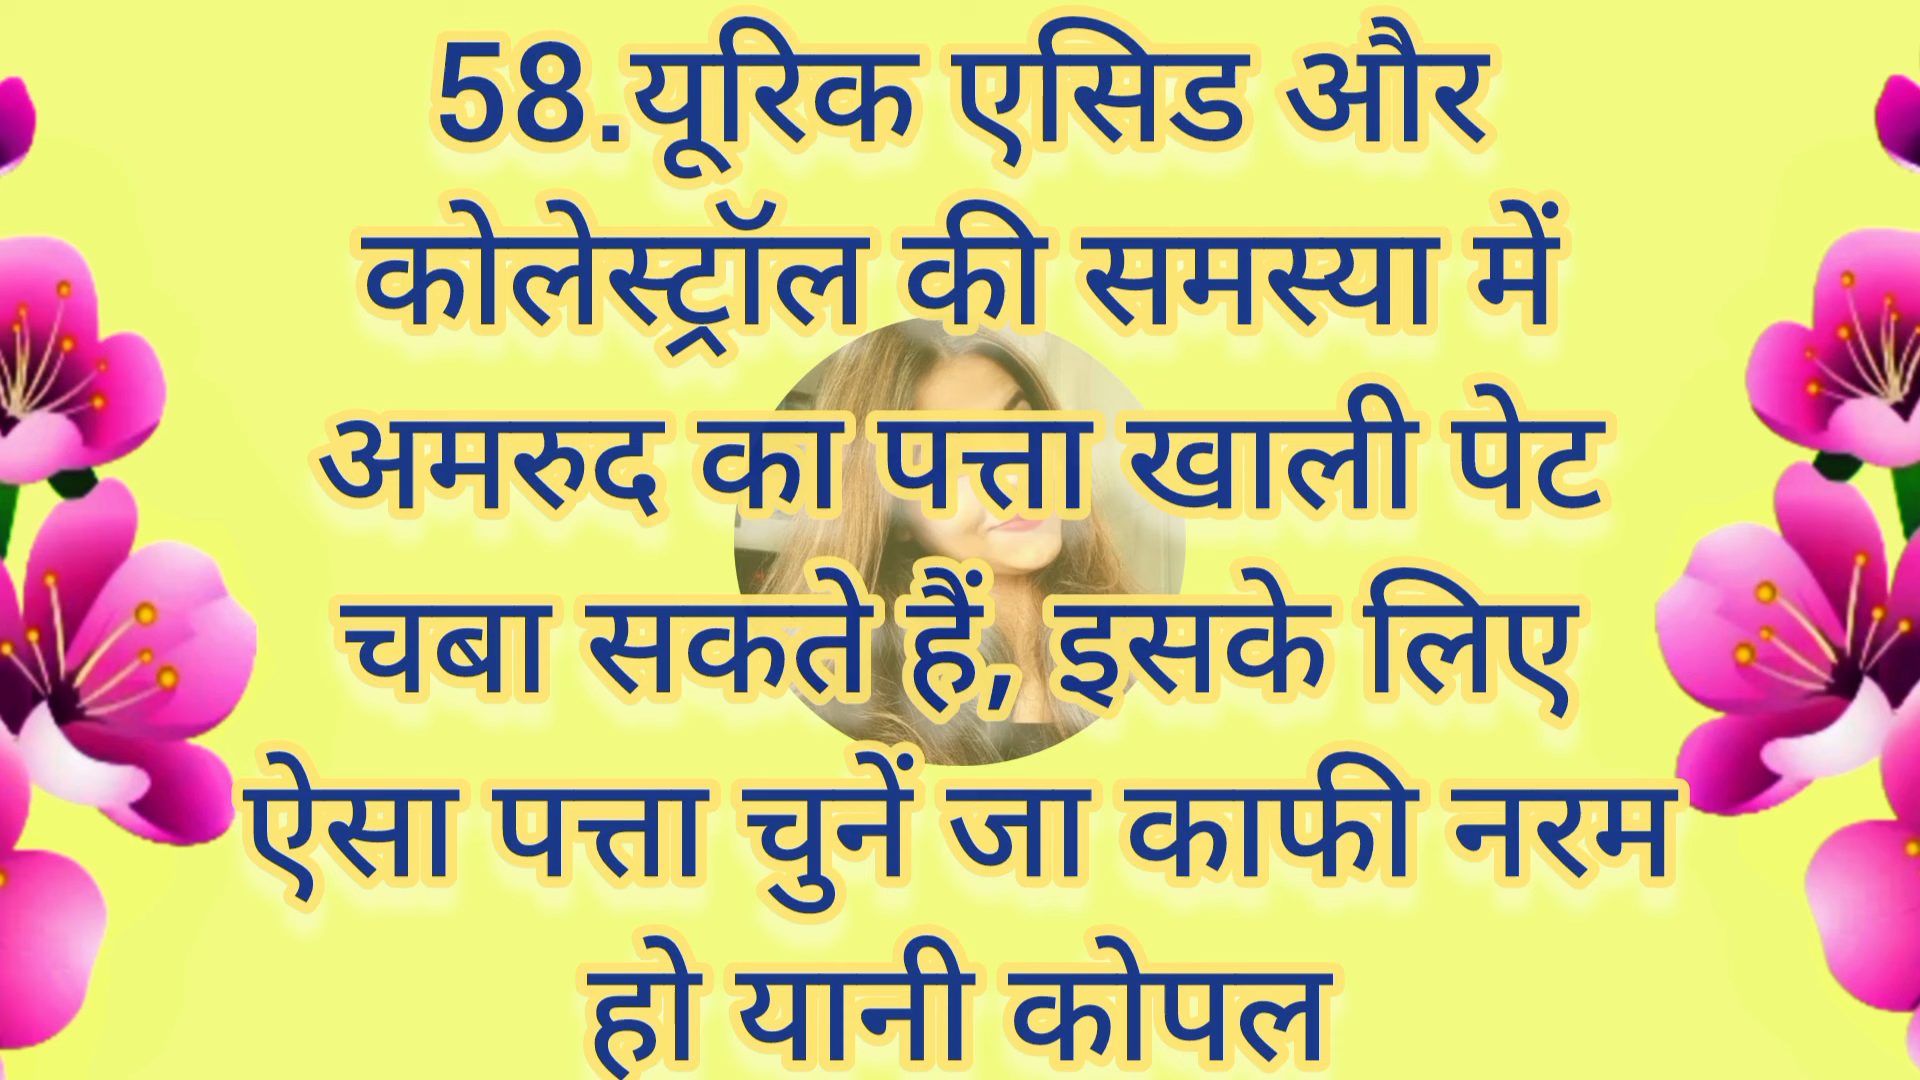 58.यूरिक एसिड और
कोलेस्ट्रॉल की समस्या में
अमरुद का पत्ता खाली पेट
चबा सकते हैं, इसके लिए
ऐसा पत्ता चुनें जा काफी नरम
हो यानी कोपल